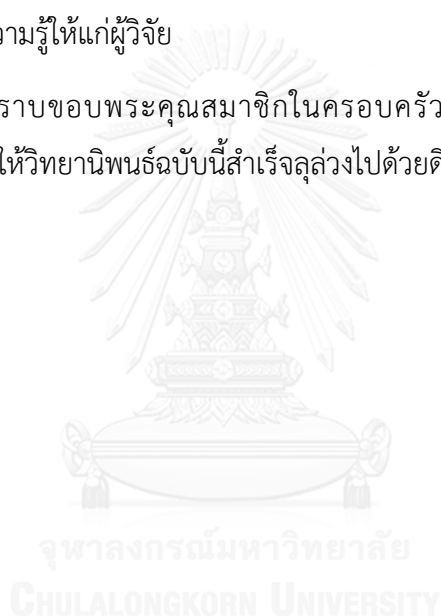 วามรู้ให้แก่ผู้วิจัย
ราบขอบพระคุณสมาชิกในครอบครัว
ให้วิทยานิพนธ์ฉบับนี้สำเร็จลุล่วงไปด้วยดี
จุฬาลงกรณ์มหาวิทยาลัย
CHULALONGKORN UNIVERSITY